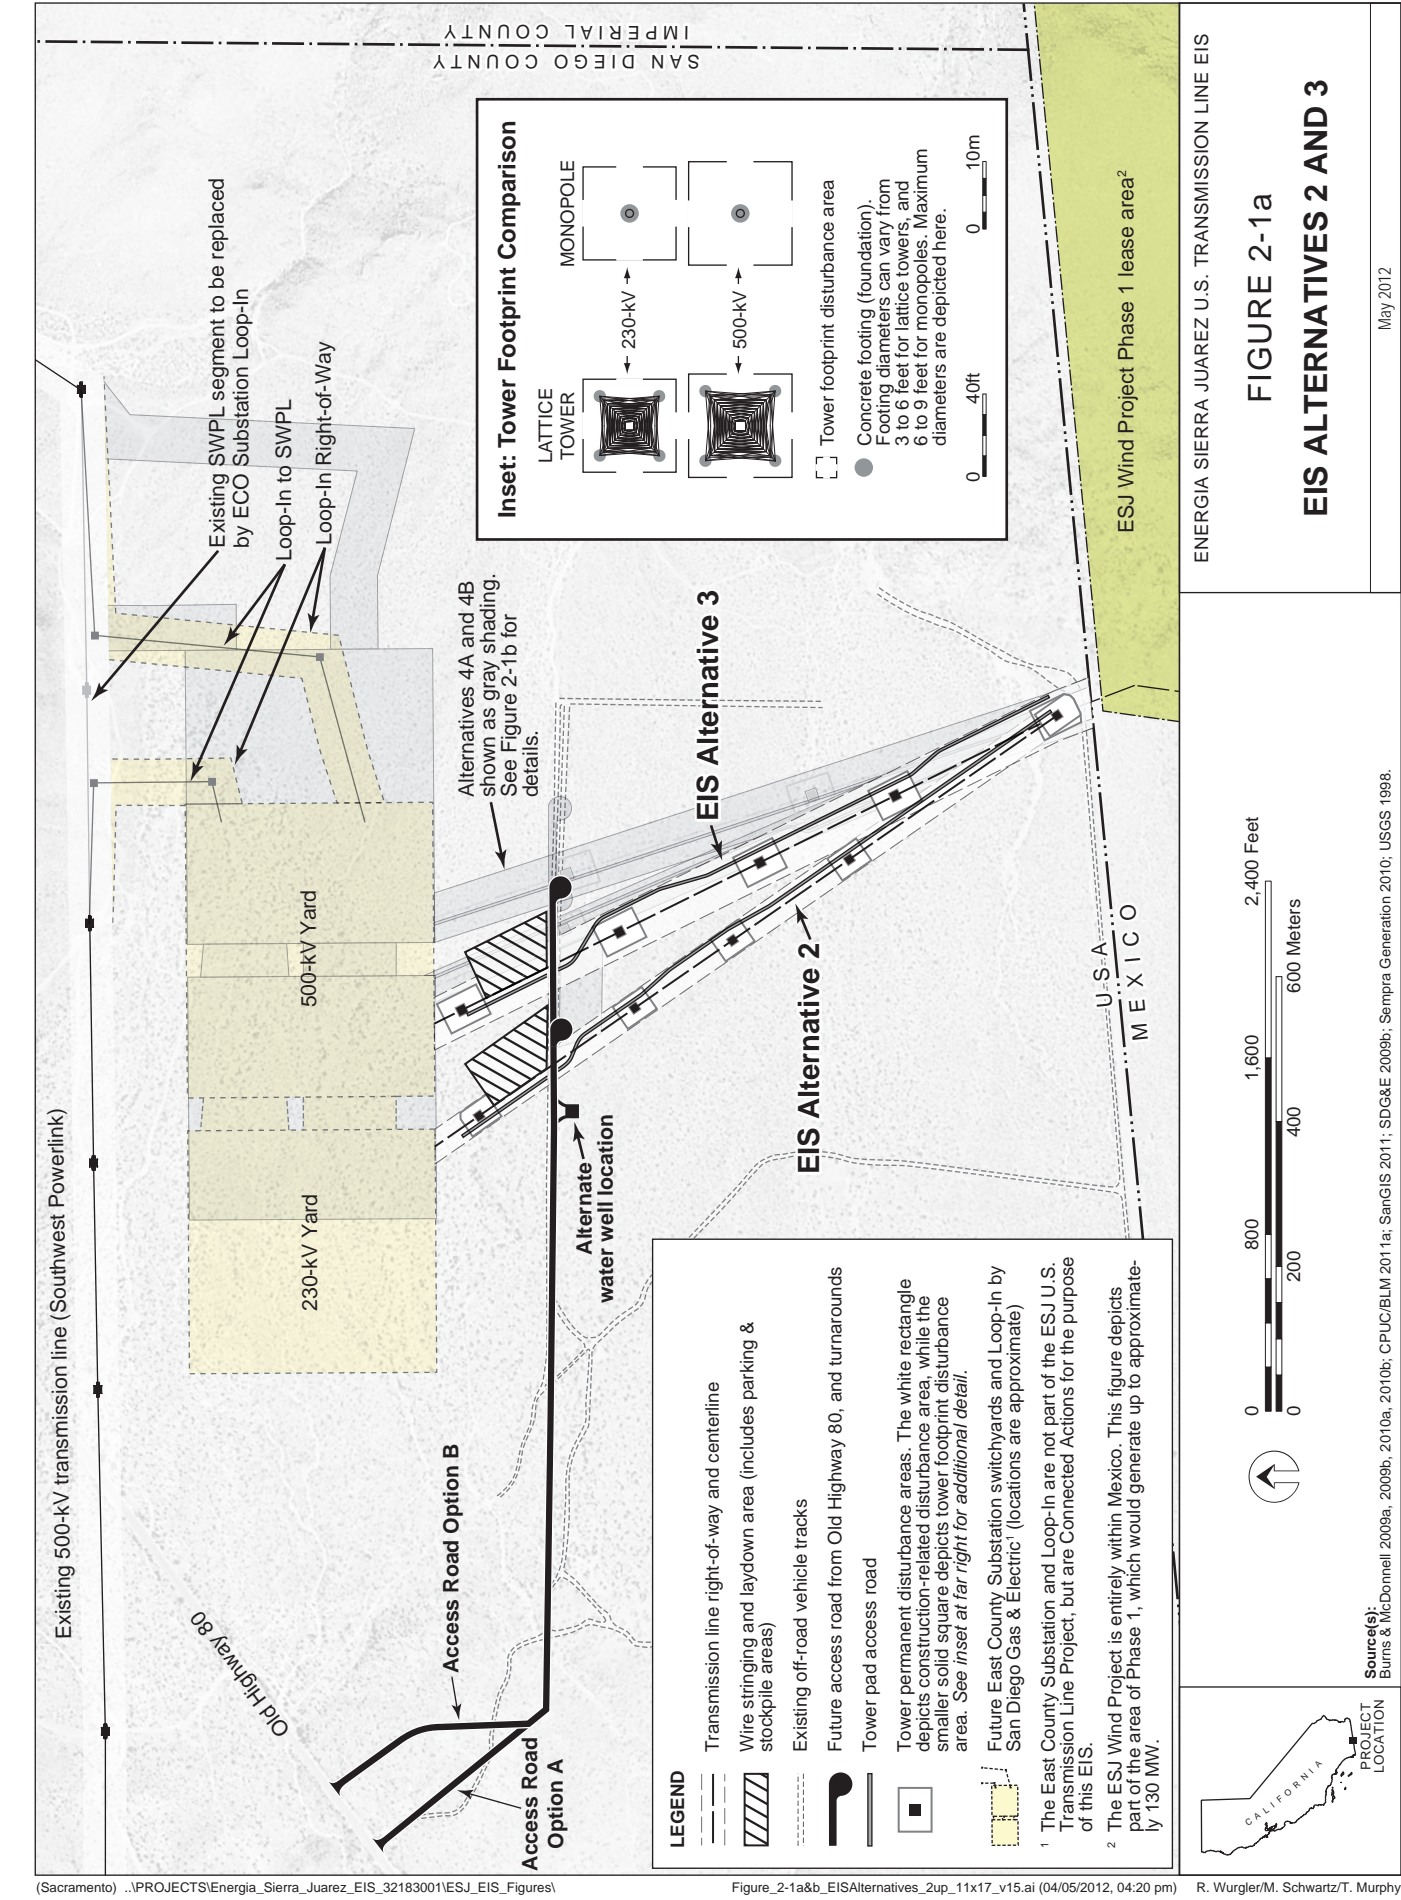 IMPERIAL COUNTY
SAN DIEGO COUNTY
Existing 500-kV transmission line (Southwest Powerlink)
Existing SWPL segment to be replaced
by ECO Substation Loop-In
Loop-In to SWPL
Loop-In Right-of-Way
500-kV Yard
230-kV Yard
Old Highway 80
Access Road Option B
Access Road
Option A
Alternate
water well location
Alternatives 4A and 4B
shown as gray shading.
See Figure 2-1b for
details.
EIS Alternative 3
EIS Alternative 2
U S A
M E X I C O
ESJ Wind Project Phase 1 lease area²
Inset: Tower Footprint Comparison
LATTICE
TOWER
MONOPOLE
230-kV
500-kV
Tower footprint disturbance area
Concrete footing (foundation).
Footing diameters can vary from
3 to 6 feet for lattice towers, and
6 to 9 feet for monopoles. Maximum
diameters are depicted here.
0 40ft
0 10m
LEGEND
Transmission line right-of-way and centerline
Wire stringing and laydown area (includes parking &
stockpile areas)
Existing off-road vehicle tracks
Future access road from Old Highway 80, and turnarounds
Tower pad access road
Tower permanent disturbance areas. The white rectangle
depicts construction-related disturbance area, while the
smaller solid square depicts tower footprint disturbance
area. See inset at far right for additional detail.
Future East County Substation switchyards and Loop-In by
San Diego Gas & Electric¹ (locations are approximate)
¹ The East County Substation and Loop-In are not part of the ESJ U.S.
Transmission Line Project, but are Connected Actions for the purpose
of this EIS.
² The ESJ Wind Project is entirely within Mexico. This figure depicts
part of the area of Phase 1, which would generate up to approximate-
ly 130 MW.
CALIFORNIA
PROJECT
LOCATION
0 800 1,600 2,400 Feet
0 200 400 600 Meters
Source(s):
Burns & McDonnell 2009a, 2009b, 2010a, 2010b; CPUC/BLM 2011a; SanGIS 2011; SDG&E 2009b; Sempra Generation 2010; USGS 1998.
ENERGIA SIERRA JUAREZ U.S. TRANSMISSION LINE EIS
FIGURE 2-1a
EIS ALTERNATIVES 2 AND 3
May 2012
(Sacramento) ..\PROJECTS\Energia_Sierra_Juarez_EIS_32183001\ESJ_EIS_Figures\
Figure_2-1a&b_EISAlternatives_2up_11x17_v15.ai (04/05/2012, 04:20 pm)
R. Wurgler/M. Schwartz/T. Murphy